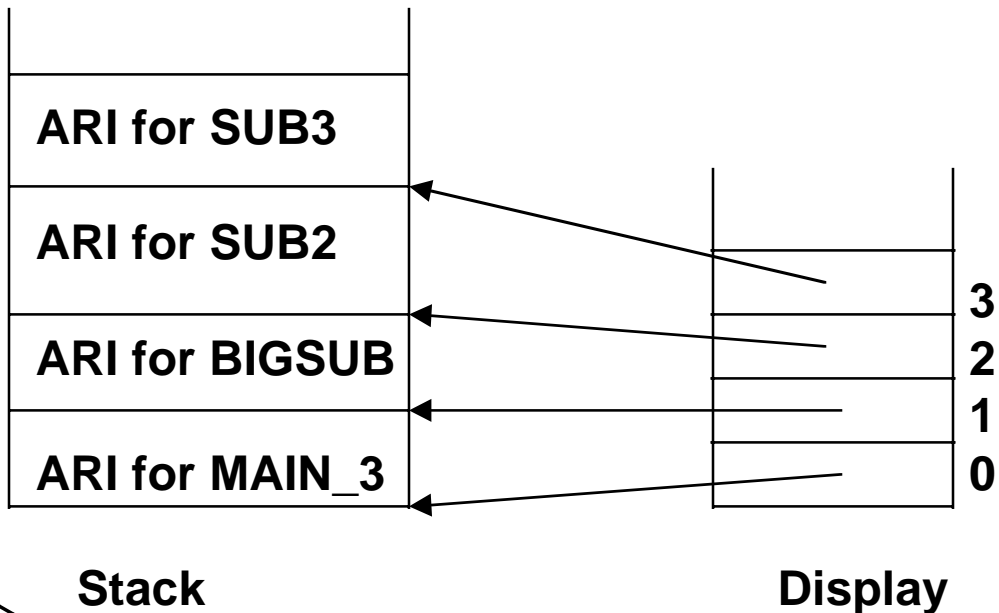 ARI for SUB3
ARI for SUB2
ARI for BIGSUB
ARI for MAIN_3
3
2
1
0
Stack
Display